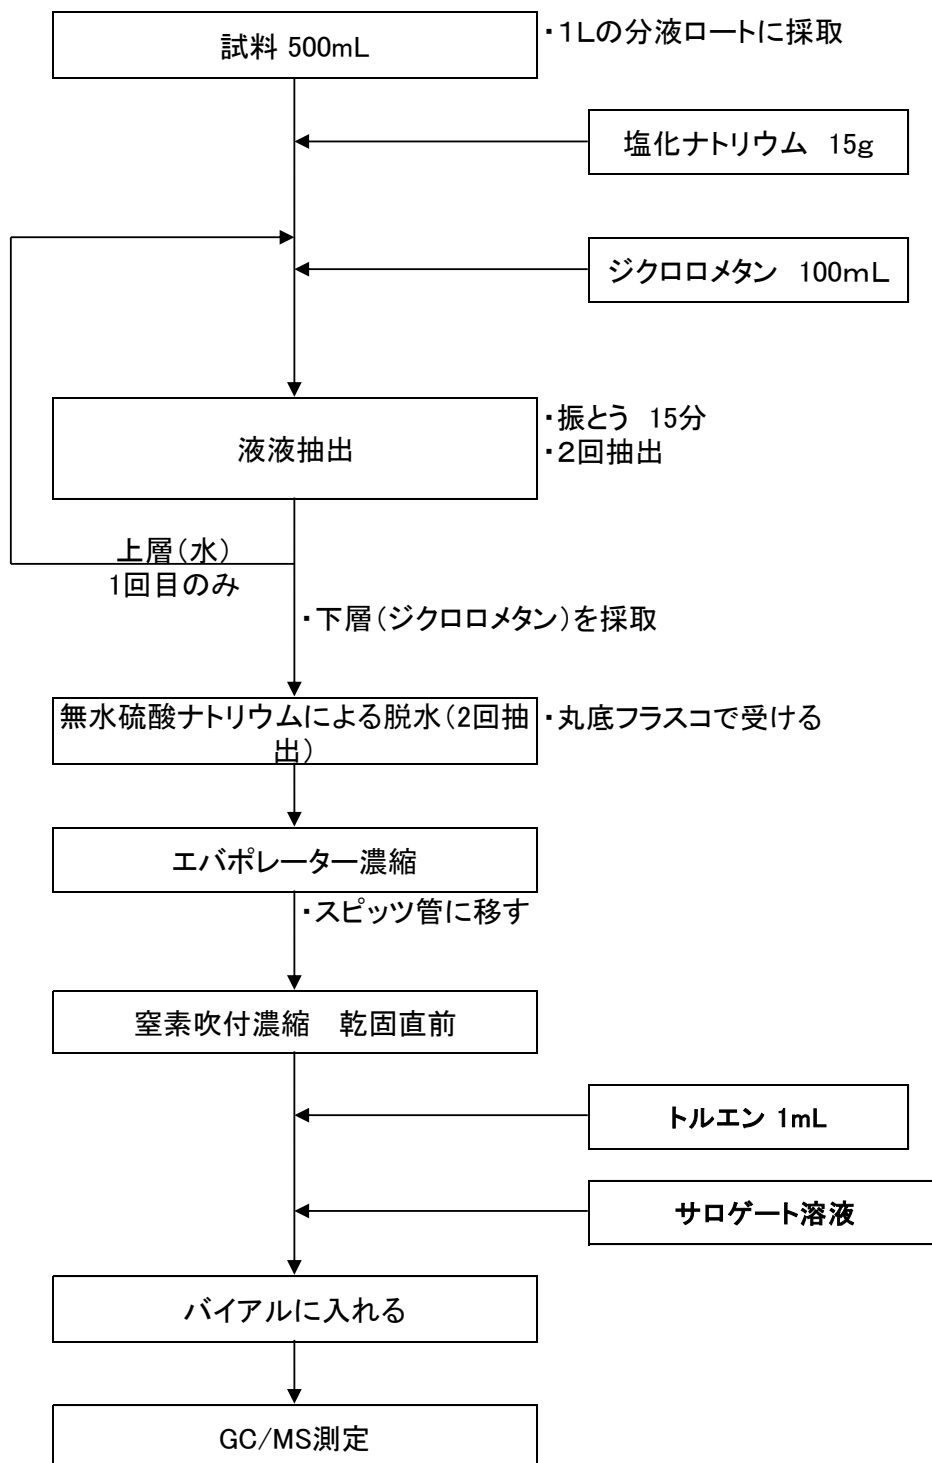 試料 500mL
・1Lの分液ロートに採取
塩化ナトリウム　15g
ジクロロメタン　100mL
液液抽出
・振とう　15分
・2回抽出
上層(水)
1回目のみ
・下層(ジクロロメタン)を採取
無水硫酸ナトリウムによる脱水(2回抽
出)
・丸底フラスコで受ける
エバポレーター濃縮
・スピッツ管に移す
窒素吹付濃縮　乾固直前
トルエン 1mL
サロゲート溶液
バイアルに入れる
GC/MS測定